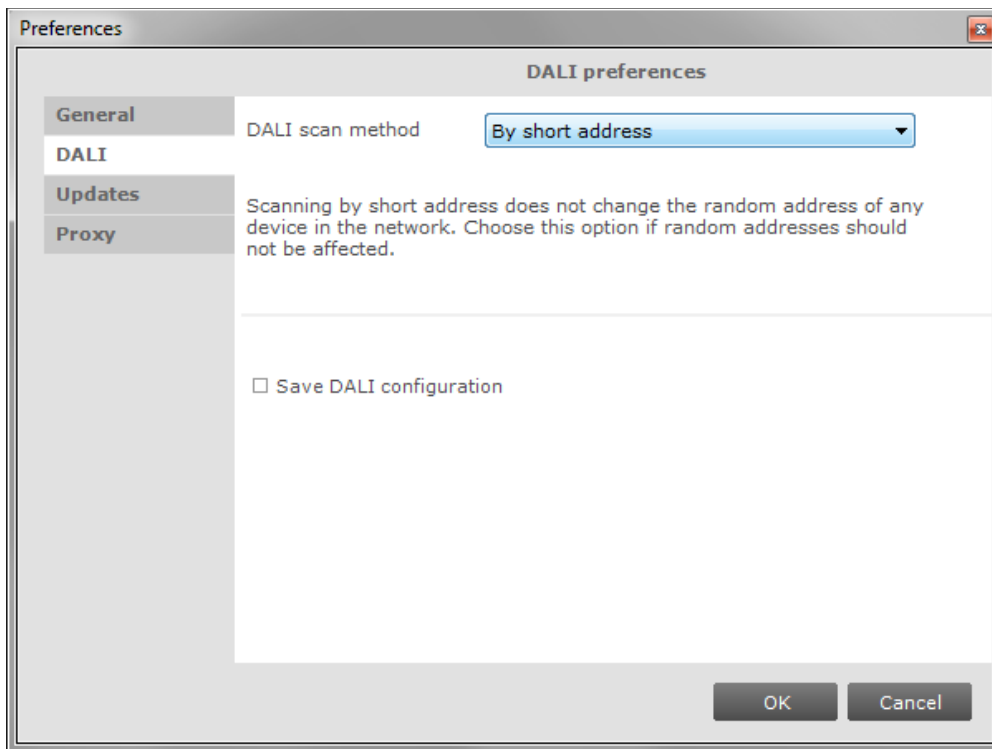 Preferences
DALI preferences
General
DALI
Updates
Proxy
DALI scan method
By short address
Scanning by short address does not change the random address of any
device in the network. Choose this option if random addresses should
not be affected.
Save DALI configuration
OK
Cancel